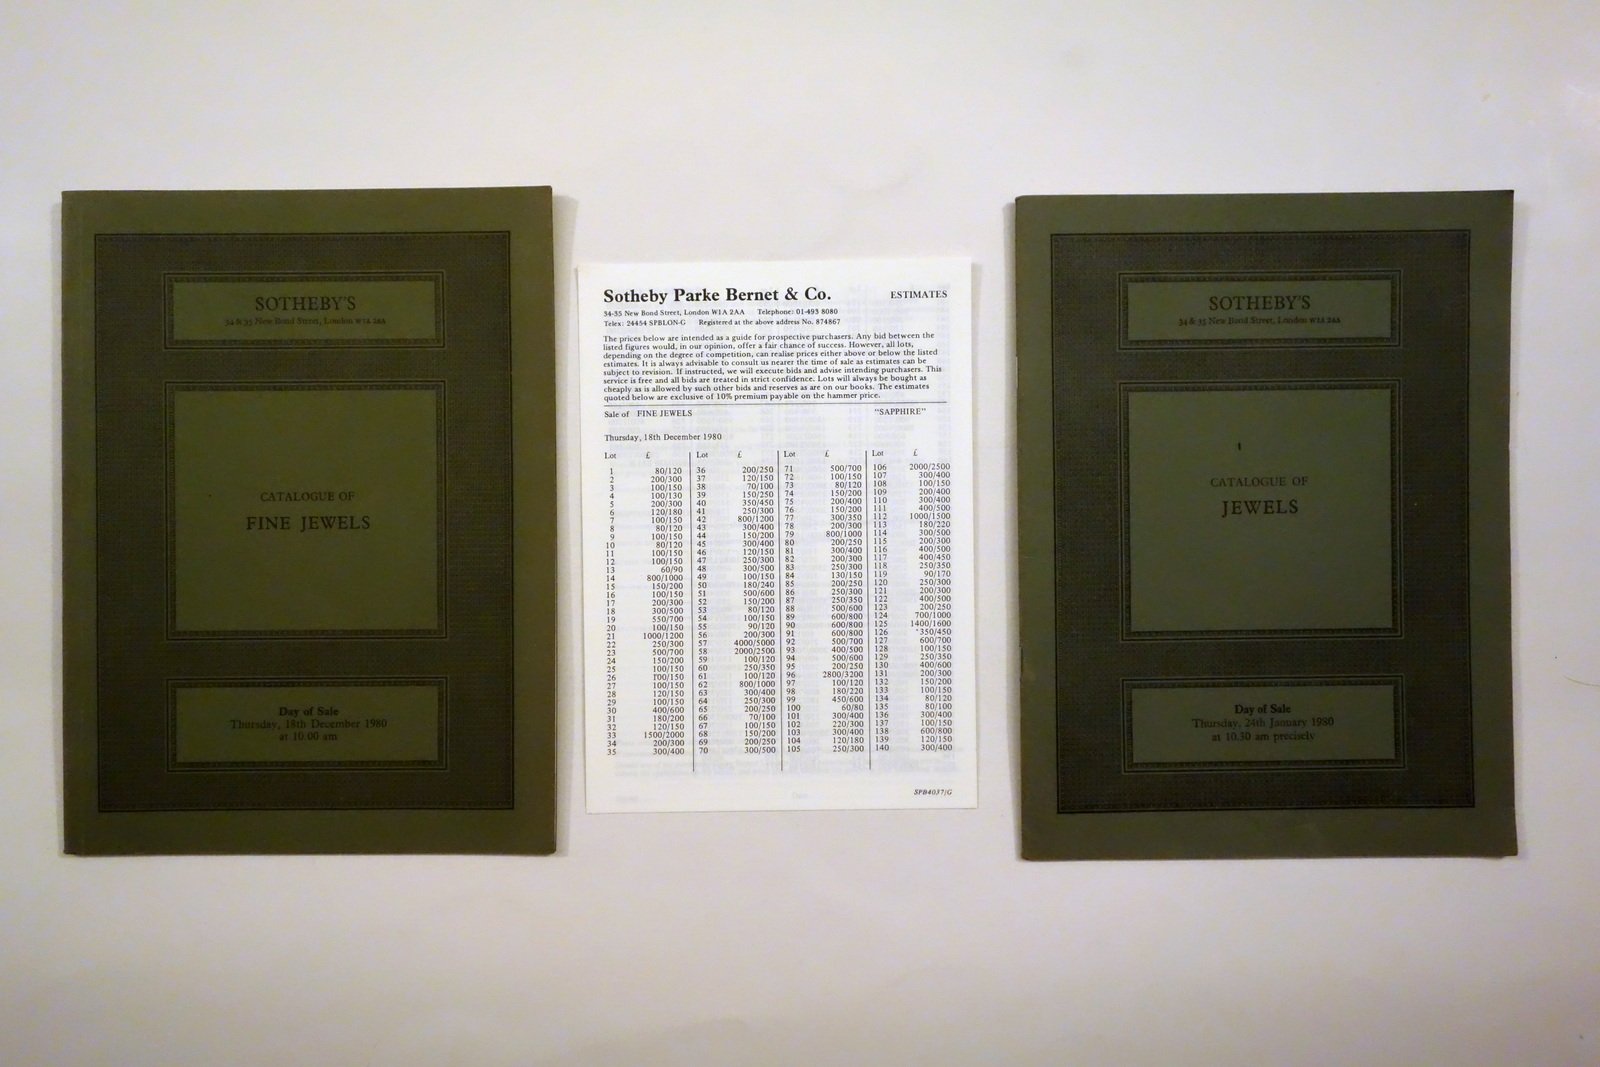 SOTHEBY'S
34 & 35 New Bond Street, London W1A 2AA
CATALOGUE OF
FINE JEWELS
Day of Sale
Thursday, 18th December 1980
at 10.00 am
Sotheby Parke Bernet & Co. ESTIMATES
34-35 New Bond Street, London W1A 2AA Telephone: 01-493 8080
Telex: 24454 SPBLON-G Registered at the above address No. 874867
The prices below are intended as a guide for prospective purchasers. Any bid between the
listed figures would, in our opinion, offer a fair chance of success. However, all lots,
depending on the degree of competition, can realise prices either above or below the listed
estimates. It is always advisable to consult us nearer the time of sale as estimates can be
subject to revision. If instructed, we will execute bids and advise intending purchasers. This
service is free and all bids are treated in strict confidence. Lots will always be bought as
cheaply as is allowed by such other bids and reserves as are on our books. The estimates
quoted below are exclusive of 10% premium payable on the hammer price.
Sale of FINE JEWELS "SAPPHIRE"
Thursday, 18th December 1980
Lot £ Lot £ Lot £ Lot £
1 80/120 36 200/250 71 500/700 106 2000/2500
2 200/300 37 120/150 72 100/150 107 300/400
3 100/150 38 70/100 73 80/120 108 100/150
4 100/130 39 150/250 74 150/200 109 200/400
5 200/300 40 350/450 75 200/400 110 300/400
6 120/180 41 250/300 76 150/200 111 400/500
7 100/150 42 800/1200 77 300/350 112 1000/1500
8 80/120 43 300/400 78 200/300 113 180/220
9 100/150 44 150/200 79 800/1000 114 300/500
10 80/120 45 300/400 80 200/250 115 200/300
11 100/150 46 120/150 81 300/400 116 400/500
12 100/150 47 250/300 82 200/300 117 400/450
13 60/90 48 300/500 83 250/300 118 250/350
14 800/1000 49 100/150 84 130/150 119 90/170
15 150/200 50 180/240 85 200/250 120 250/300
16 100/150 51 500/600 86 250/300 121 200/300
17 200/300 52 150/200 87 250/350 122 400/500
18 300/500 53 80/120 88 500/600 123 200/250
19 550/700 54 100/150 89 600/800 124 700/1000
20 100/150 55 90/120 90 600/800 125 1400/1600
21 1000/1200 56 200/300 91 600/800 126 350/450
22 250/300 57 4000/5000 92 500/700 127 600/700
23 500/700 58 2000/2500 93 400/500 128 100/150
24 150/200 59 100/120 94 500/600 129 250/350
25 100/150 60 250/350 95 200/250 130 400/600
26 100/150 61 100/120 96 2800/3200 131 200/300
27 100/150 62 800/1000 97 100/120 132 150/200
28 120/150 63 300/400 98 180/220 133 100/150
29 100/150 64 250/300 99 450/600 134 80/120
30 400/600 65 200/250 100 60/80 135 80/100
31 180/200 66 70/100 101 300/400 136 300/400
32 120/150 67 100/150 102 220/300 137 100/150
33 1500/2000 68 150/200 103 300/400 138 600/800
34 200/300 69 200/250 104 120/180 139 120/150
35 300/400 70 300/500 105 250/300 140 300/400
SPB4037/G
SOTHEBY'S
34 & 35 New Bond Street, London W1A 2AA
CATALOGUE OF
JEWELS
Day of Sale
Thursday, 24th January 1980
at 10.30 am precisely